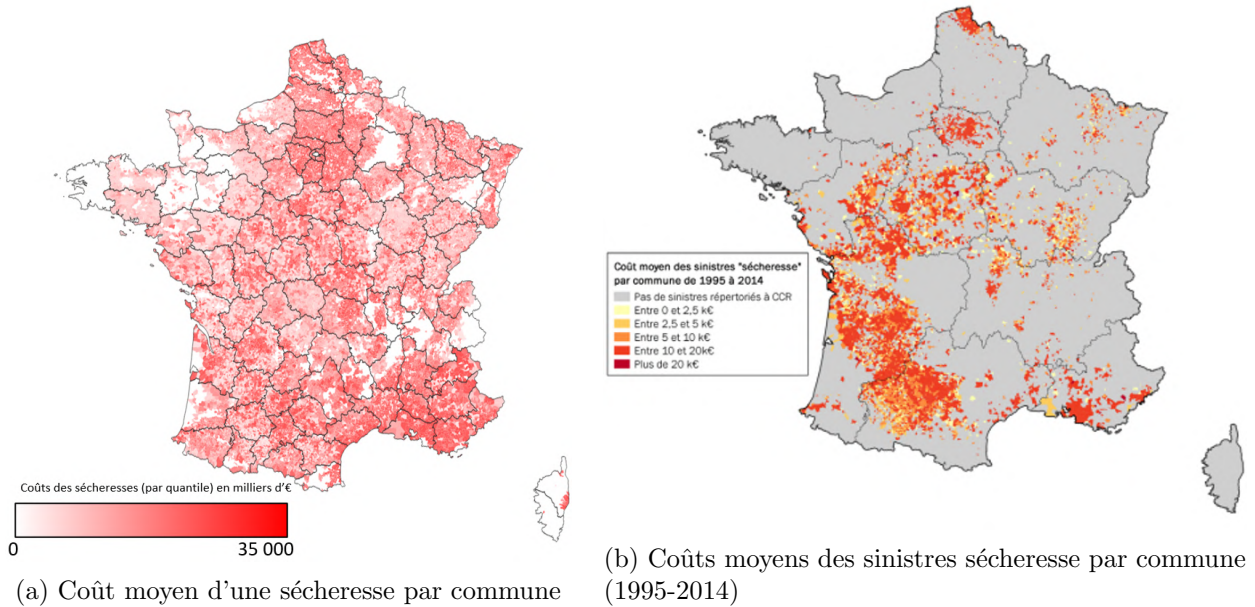 Coûts des sécheresses (par quantile) en milliers d'€
0
35 000
(a) Coût moyen d'une sécheresse par commune
Coût moyen des sinistres "sécheresse"
par commune de 1995 à 2014
Pas de sinistres répertoriés à CCR
Entre 0 et 2,5 k€
Entre 2,5 et 5 k€
Entre 5 et 10 k€
Entre 10 et 20k€
Plus de 20 k€
(b) Coûts moyens des sinistres sécheresse par commune
(1995-2014)